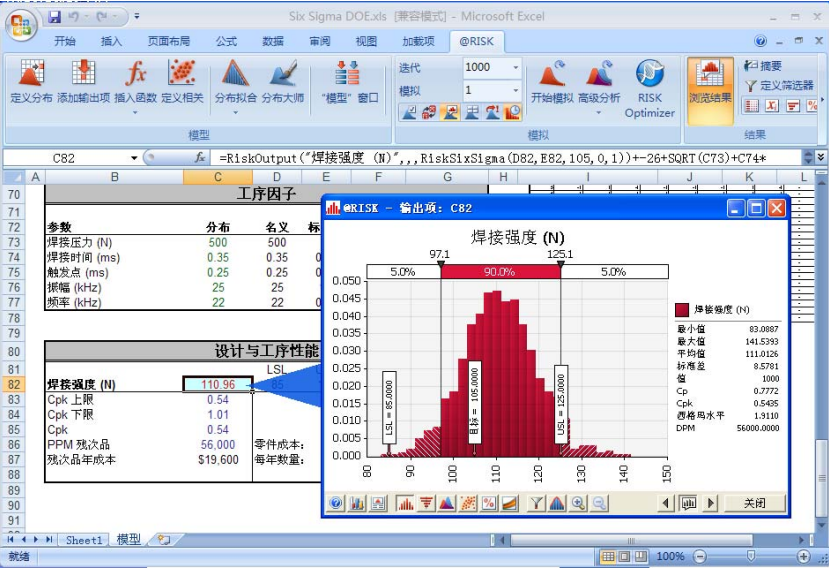 Six Sigma DOE.xls [兼容模式] - Microsoft Excel
开始 插入 页面布局 公式 数据 审阅 视图 加载项 @RISK
定义分布 添加输出项 插入函数 定义相关 分布拟合 分布大师 "模型" 窗口
模型
迭代 1000
模拟 1
开始模拟 高级分析 RISK Optimizer
模拟
浏览结果 摘要
定义筛选器
结果
C82 fx =RiskOutput("焊接强度 (N)",,,RiskSixSigma(D82,E82,105,0,1))+-26+SQRT(C73)+C74*
A B C D E F G H I J K L
70 工序因子
71
72 参数 分布 名义 标
73 焊接压力 (N) 500 500
74 焊接时间 (ms) 0.35 0.35
75 触发点 (ms) 0.25 0.25
76 振幅 (kHz) 25 25
77 频率 (kHz) 22 22
78
79
80 设计与工序性能
81 LSL
82 焊接强度 (N) 110.96 85
83 Cpk 上限 0.54
84 Cpk 下限 1.01
85 Cpk 0.54
86 PPM 残次品 56,000 零件成本:
87 残次品年成本 $19,600 每年数量:
88
89
90
91
@RISK - 输出项: C82
焊接强度 (N)
97.1 125.1
5.0% 90.0% 5.0%
0.050
0.045
0.040
0.035
0.030
0.025
0.020
0.015
0.010
0.005
0.000
LSL = 85.0000
目标 = 105.0000
USL = 125.0000
80 90 100 110 120 130 140 150
焊接强度 (N)
最小值 83.0887
最大值 141.5393
平均值 111.0126
标准差 8.5781
值 1000
Cp 0.7772
Cpk 0.5435
西格玛水平 1.9110
DPM 56000.0000
关闭
Sheet1 模型
就绪 100%